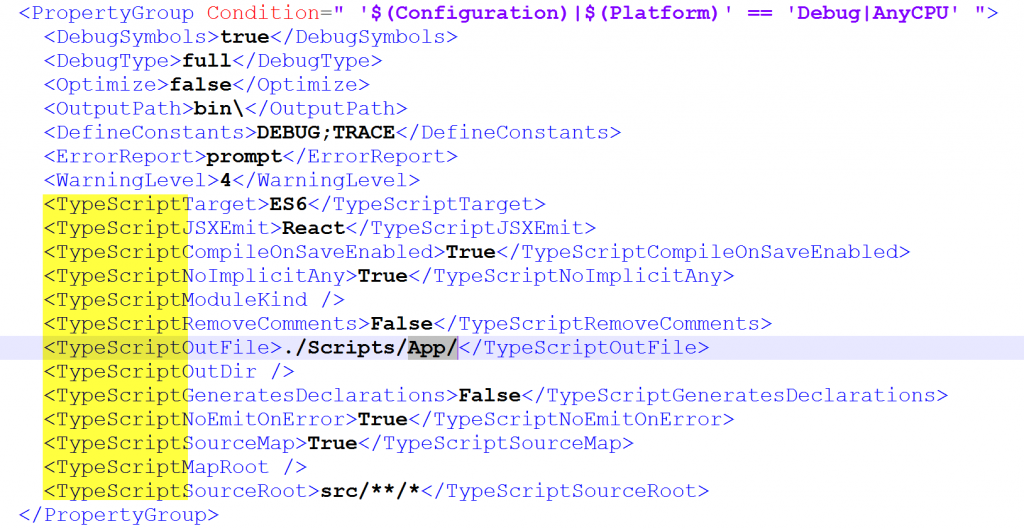 <PropertyGroup Condition=" '$(Configuration)|$(Platform)' == 'Debug|AnyCPU' ">
<DebugSymbols>true</DebugSymbols>
<DebugType>full</DebugType>
<Optimize>false</Optimize>
<OutputPath>bin\</OutputPath>
<DefineConstants>DEBUG;TRACE</DefineConstants>
<ErrorReport>prompt</ErrorReport>
<WarningLevel>4</WarningLevel>
<TypeScriptTarget>ES6</TypeScriptTarget>
<TypeScriptJSXEmit>React</TypeScriptJSXEmit>
<TypeScriptCompileOnSaveEnabled>True</TypeScriptCompileOnSaveEnabled>
<TypeScriptNoImplicitAny>True</TypeScriptNoImplicitAny>
<TypeScriptModuleKind />
<TypeScriptRemoveComments>False</TypeScriptRemoveComments>
<TypeScriptOutFile>./Scripts/App/</TypeScriptOutFile>
<TypeScriptOutDir />
<TypeScriptGeneratesDeclarations>False</TypeScriptGeneratesDeclarations>
<TypeScriptNoEmitOnError>True</TypeScriptNoEmitOnError>
<TypeScriptSourceMap>True</TypeScriptSourceMap>
<TypeScriptMapRoot />
<TypeScriptSourceRoot>src/**/*</TypeScriptSourceRoot>
</PropertyGroup>